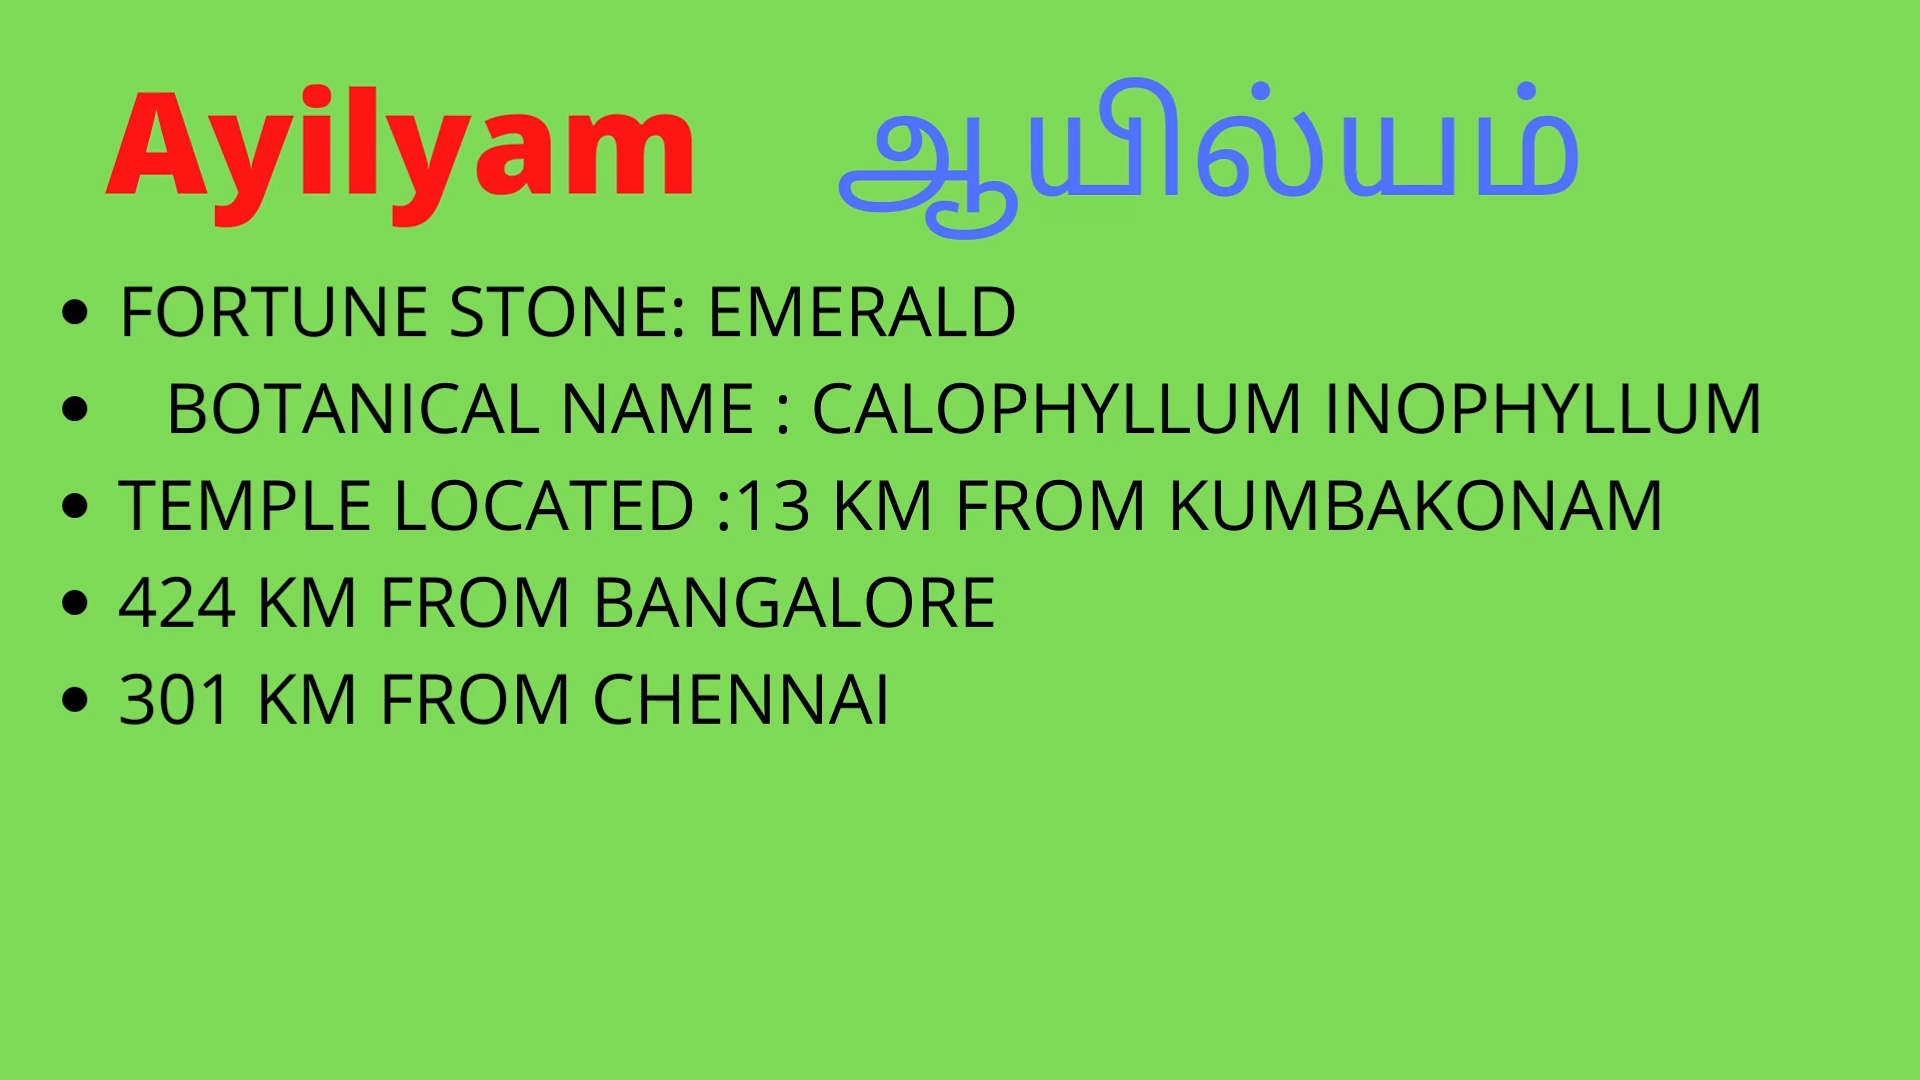 Ayilyam ஆயில்யம்
• FORTUNE STONE: EMERALD
• BOTANICAL NAME : CALOPHYLLUM INOPHYLLUM
• TEMPLE LOCATED :13 KM FROM KUMBAKONAM
• 424 KM FROM BANGALORE
• 301 KM FROM CHENNAI